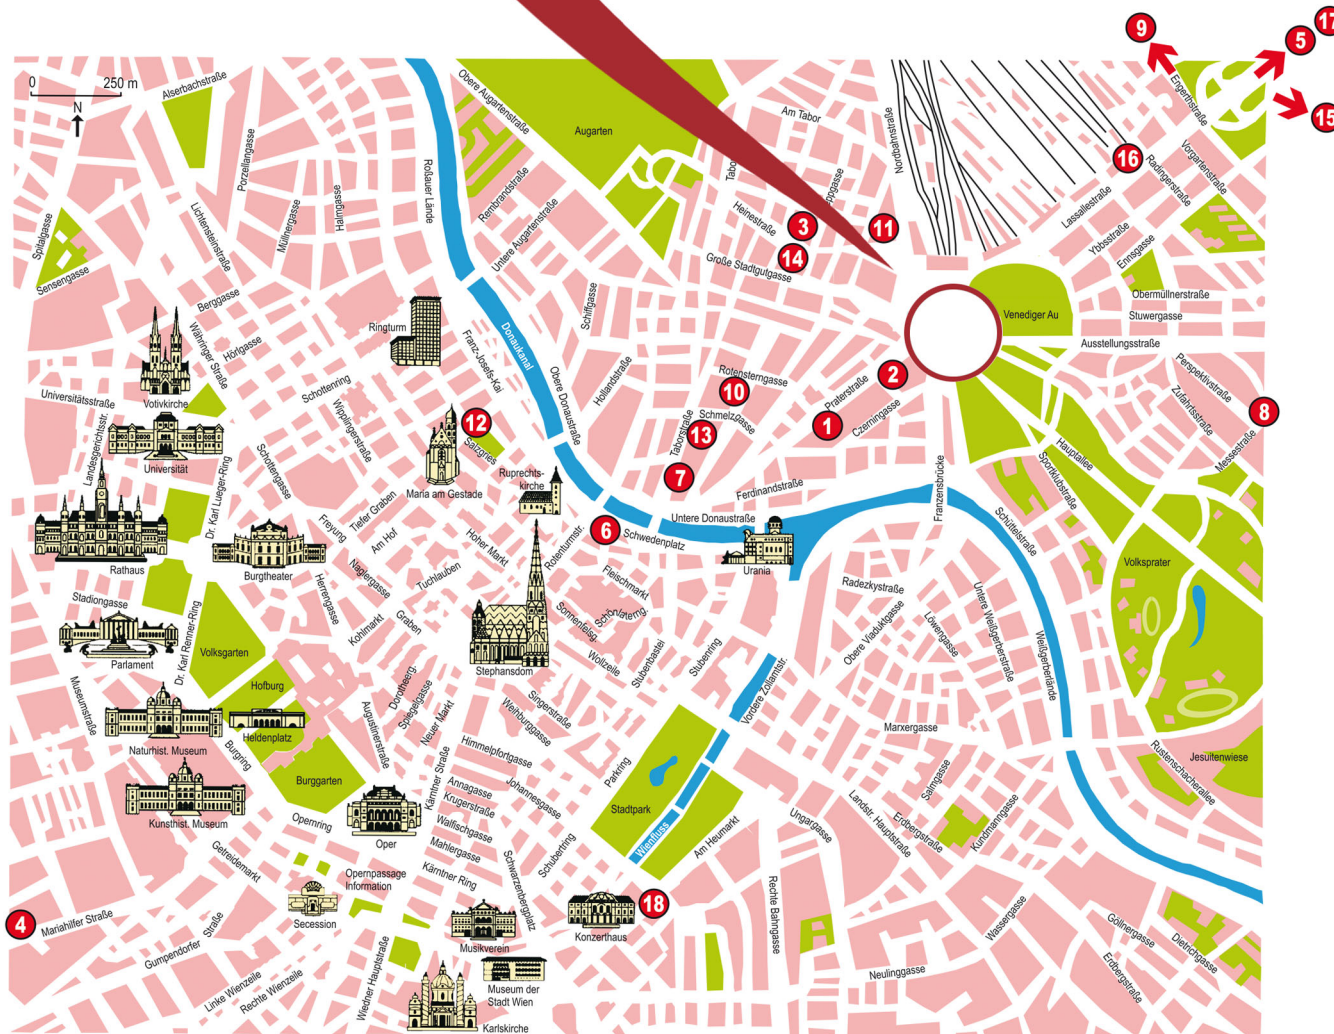 9
5
17
15
0
250 m
N
Alserbachstraße
Obere Augartenstraße
Augarten
Am Tabor
Nordbahnstraße
Engerthstraße
16
Radingerstraße
Vorgartenstraße
Lassallestraße
Porzellangasse
Roßauer Lände
Rembrandstraße
Untere Augartenstraße
Heinestraße
3
11
14
Große Stadtgutgasse
Ybbsstraße
Ennsgasse
Spitalgasse
Sensengasse
Lichtensteinstraße
Müllnergasse
Hahngasse
Berggasse
Währinger Straße
Hörlgasse
Ringturm
Franz-Josefs-Kai
Donaukanal
Schiffgasse
Obermüllnerstraße
Stuwergasse
Venediger Au
Ausstellungsstraße
Votivkirche
Universitätsstraße
Schottenring
Wipplingerstraße
Obere Donaustraße
Hollandstraße
Rotensterngasse
10
2
Praterstraße
Schmelzgasse
1
Czerningasse
Perspektivstraße
Zufahrtsstraße
8
Messestraße
Landesgerichtsstr.
Universität
Schottengasse
12
Salzgries
Maria am Gestade
Ruprechts-
kirche
Taborstraße
13
7
Ferdinandstraße
Franzensbrücke
Hauptallee
Sportklubstraße
Schüttelstraße
Dr. Karl Lueger-Ring
Rathaus
Burgtheater
Freyung
Tiefer Graben
Am Hof
Naglergasse
Hoher Markt
Tuchlauben
Rotenturmstr.
6
Schwedenplatz
Untere Donaustraße
Urania
Volksprater
Stadiongasse
Herrengasse
Kohlmarkt
Graben
Fleischmarkt
Schönlaterng.
Sonnenfelsg.
Wollzeile
Stubenbastei
Stubenring
Radezkystraße
Obere Viaduktgasse
Löwengasse
Untere Weißgerberstraße
Weißgerberlände
Parlament
Dr. Karl Renner-Ring
Volksgarten
Hofburg
Heldenplatz
Stephansdom
Museumstraße
Naturhist. Museum
Burgring
Augustinerstraße
Dorotheerg.
Spiegelgasse
Neuer Markt
Singerstraße
Weihburggasse
Himmelpfortgasse
Vordere Zollamtstr.
Marxergasse
Jesuitenwiese
Rustenschacherallee
Burggarten
Kunsthist. Museum
Opernring
Oper
Kärntner Straße
Annagasse
Krugerstraße
Walfischgasse
Mahlergasse
Johannesgasse
Parkring
Stadtpark
Wienfluss
Am Heumarkt
Ungargasse
Landstr. Hauptstraße
Salmgasse
Erdbergstraße
Kundmanngasse
Getreidemarkt
Opernpassage
Information
Kärntner Ring
Schwarzenbergplatz
Schubertring
4
Mariahilfer Straße
Gumpendorfer Straße
Secession
Musikverein
Konzerthaus
18
Rechte Bahngasse
Wassergasse
Göllnergasse
Dietrichgasse
Erdbergstraße
Linke Wienzeile
Rechte Wienzeile
Wiedner Hauptstraße
Museum der
Stadt Wien
Karlskirche
Neulinggasse